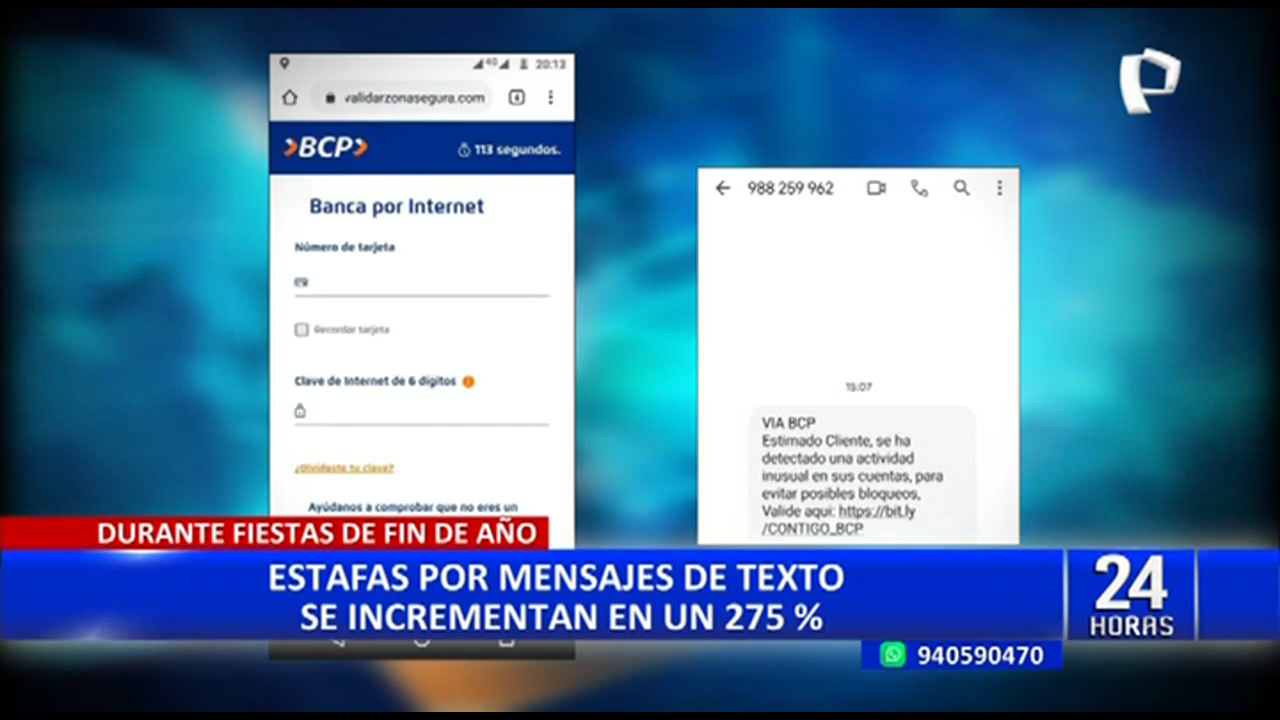 4G 20:13
validarzonasegura.com
BCP 113 segundos.
Banca por Internet
Número de tarjeta
Recordar tarjeta
Clave de Internet de 6 dígitos
¿Olvidaste tu clave?
Ayúdanos a comprobar que no eres un
988 259 962
19:07
VIA BCP
Estimado Cliente, se ha
detectado una actividad
inusual en sus cuentas, para
evitar posibles bloqueos,
Valide aqui: https://bit.ly
/CONTIGO_BCP
DURANTE FIESTAS DE FIN DE AÑO
ESTAFAS POR MENSAJES DE TEXTO
SE INCREMENTAN EN UN 275 %
24
HORAS
940590470